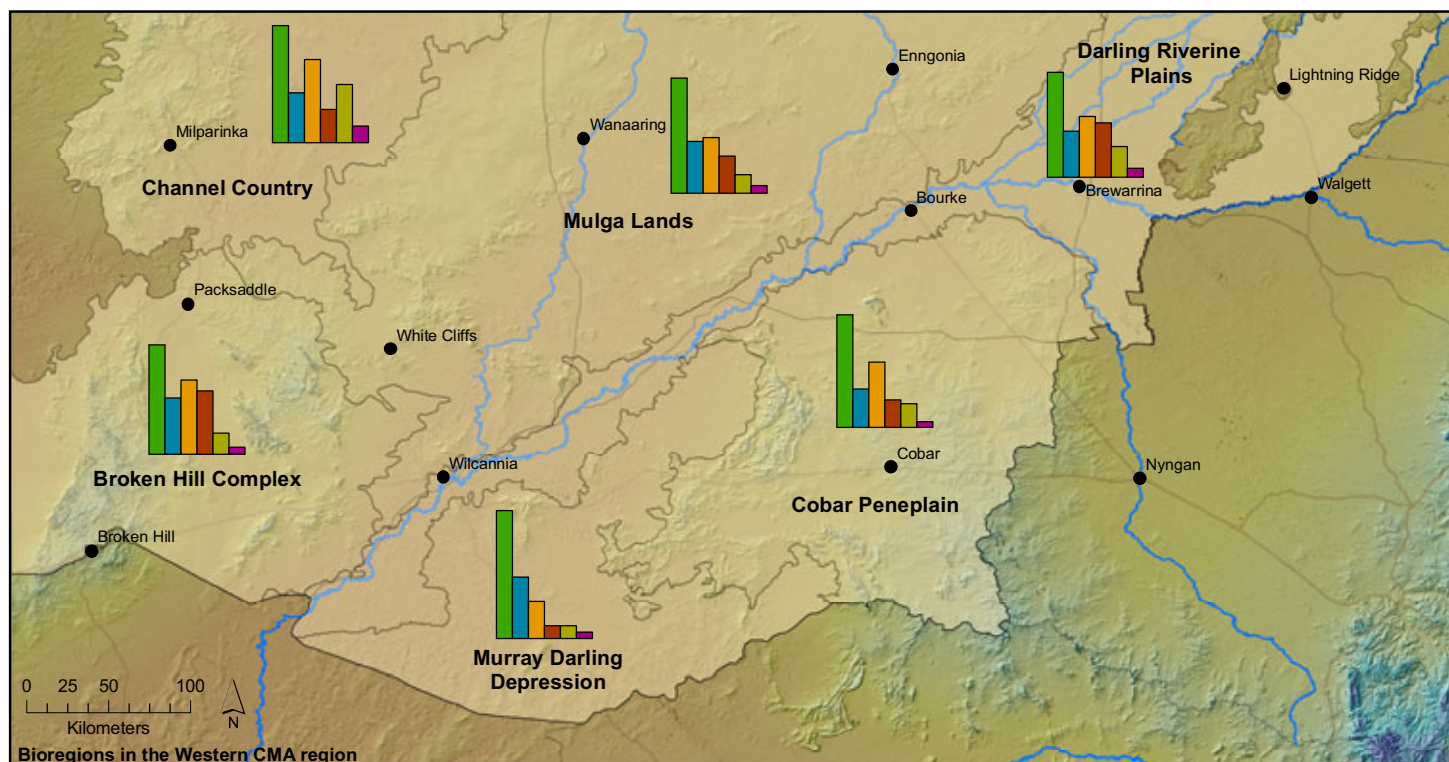 Enngonia
Darling Riverine
Plains
Lightning Ridge
Milparinka
Wanaaring
Channel Country
Mulga Lands
Bourke
Brewarrina
Walgett
Packsaddle
White Cliffs
Broken Hill Complex
Wilcannia
Cobar
Nyngan
Cobar Peneplain
Broken Hill
Murray Darling
Depression
0 25 50 100
N
Kilometers
Bioregions in the Western CMA region